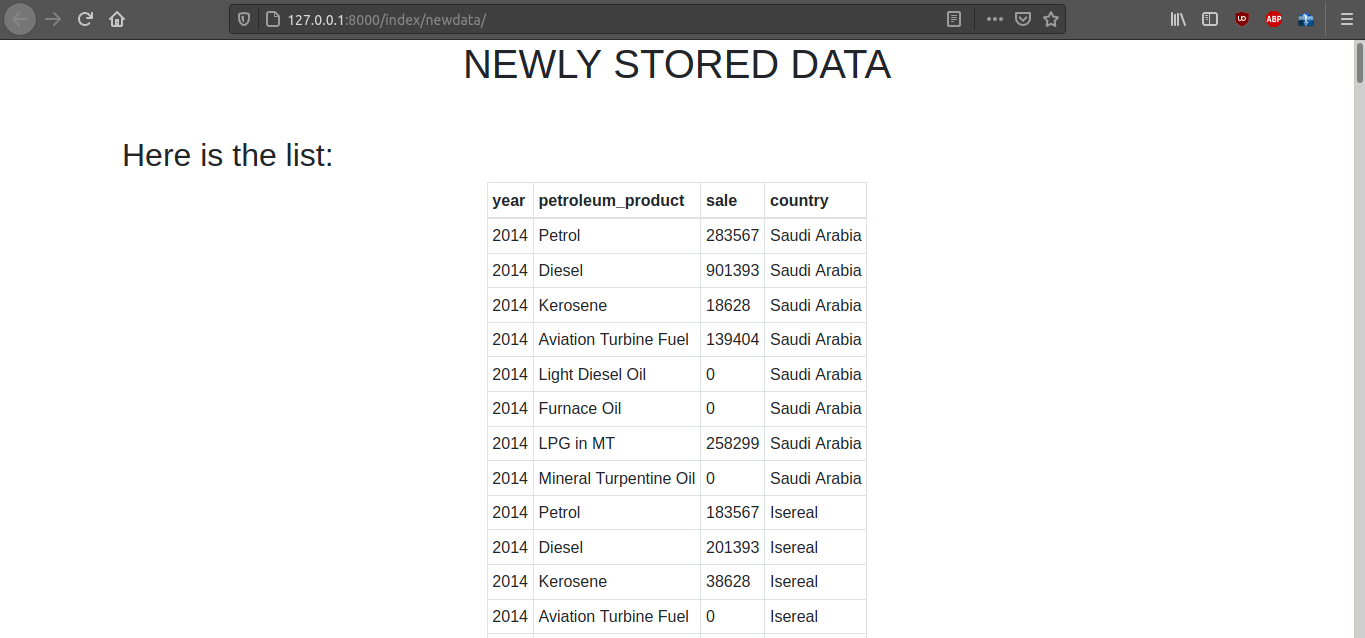 127.0.0.1:8000/index/newdata/
UD
ABP
NEWLY STORED DATA
Here is the list:
year petroleum_product sale country
2014 Petrol 283567 Saudi Arabia
2014 Diesel 901393 Saudi Arabia
2014 Kerosene 18628 Saudi Arabia
2014 Aviation Turbine Fuel 139404 Saudi Arabia
2014 Light Diesel Oil 0 Saudi Arabia
2014 Furnace Oil 0 Saudi Arabia
2014 LPG in MT 258299 Saudi Arabia
2014 Mineral Turpentine Oil 0 Saudi Arabia
2014 Petrol 183567 Isereal
2014 Diesel 201393 Isereal
2014 Kerosene 38628 Isereal
2014 Aviation Turbine Fuel 0 Isereal